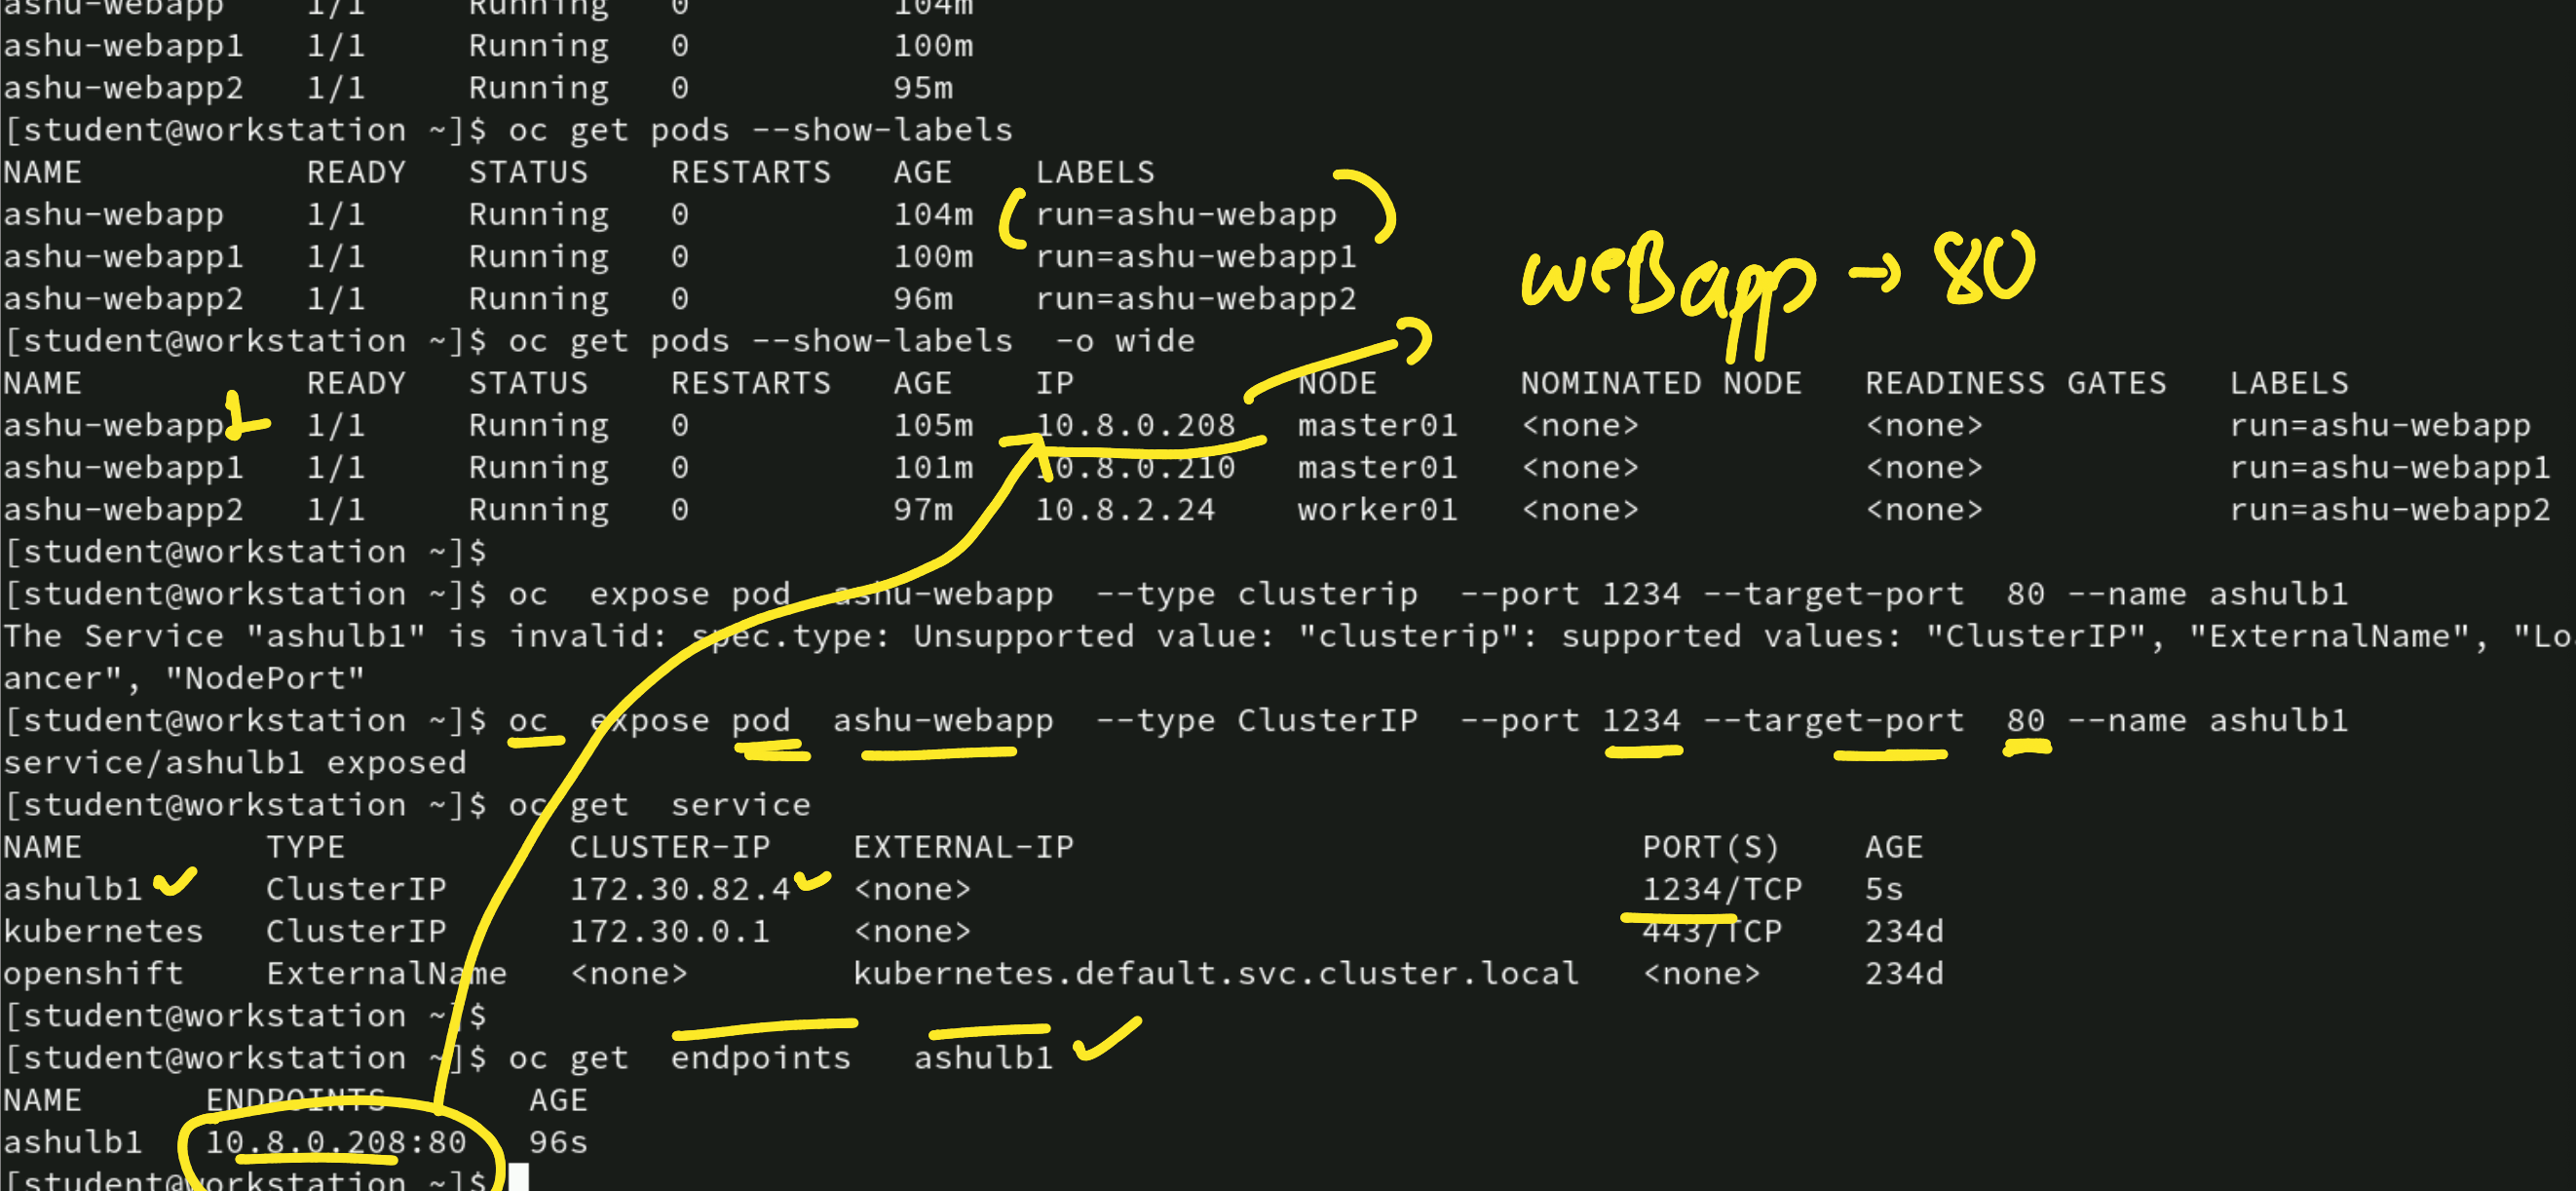 ashu-webapp    1/1     Running   0          104m
ashu-webapp1   1/1     Running   0          100m
ashu-webapp2   1/1     Running   0          95m
[student@workstation ~]$ oc get pods --show-labels
NAME           READY   STATUS    RESTARTS   AGE    LABELS
ashu-webapp    1/1     Running   0          104m   run=ashu-webapp
ashu-webapp1   1/1     Running   0          100m   run=ashu-webapp1
weBapp → 80
ashu-webapp2   1/1     Running   0          96m    run=ashu-webapp2
[student@workstation ~]$ oc get pods --show-labels  -o wide
NAME           READY   STATUS    RESTARTS   AGE    IP           NODE       NOMINATED NODE   READINESS GATES   LABELS
ashu-webapp    1/1     Running   0          105m   10.8.0.208   master01   <none>           <none>            run=ashu-webapp
ashu-webapp1   1/1     Running   0          101m   10.8.0.210   master01   <none>           <none>            run=ashu-webapp1
ashu-webapp2   1/1     Running   0          97m    10.8.2.24    worker01   <none>           <none>            run=ashu-webapp2
[student@workstation ~]$
[student@workstation ~]$ oc  expose pod  ashu-webapp  --type clusterip  --port 1234 --target-port  80 --name ashulb1
The Service "ashulb1" is invalid: spec.type: Unsupported value: "clusterip": supported values: "ClusterIP", "ExternalName", "Lo
ancer", "NodePort"
[student@workstation ~]$ oc  expose pod  ashu-webapp  --type ClusterIP  --port 1234 --target-port  80 --name ashulb1
service/ashulb1 exposed
[student@workstation ~]$ oc get  service
NAME         TYPE           CLUSTER-IP    EXTERNAL-IP                            PORT(S)    AGE
ashulb1      ClusterIP      172.30.82.4   <none>                                 1234/TCP   5s
kubernetes   ClusterIP      172.30.0.1    <none>                                 443/TCP    234d
openshift    ExternalName   <none>        kubernetes.default.svc.cluster.local   <none>     234d
[student@workstation ~]$
[student@workstation ~]$ oc get  endpoints   ashulb1
NAME      ENDPOINTS       AGE
ashulb1   10.8.0.208:80   96s
[student@workstation ~]$